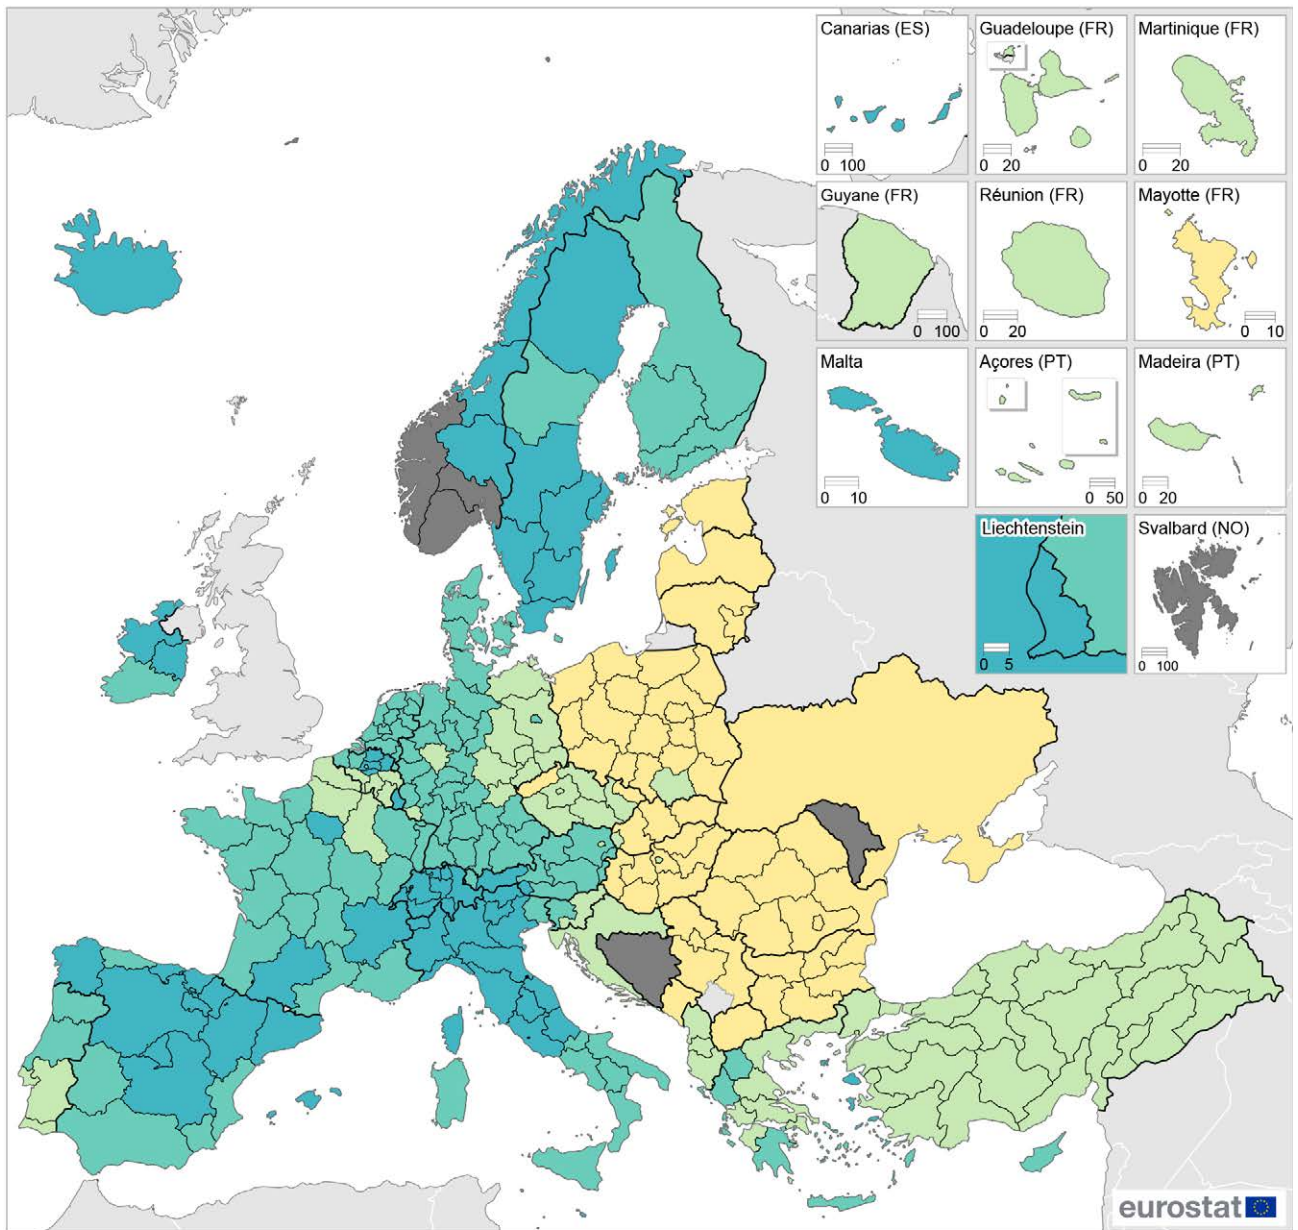 Canarias (ES)
0 100
Guadeloupe (FR)
0 20
Martinique (FR)
0 20
Guyane (FR)
0 100
Réunion (FR)
0 20
Mayotte (FR)
0 10
Malta
0 10
Açores (PT)
0 50
Madeira (PT)
0 20
Liechtenstein
0 5
Svalbard (NO)
0 100
eurostat